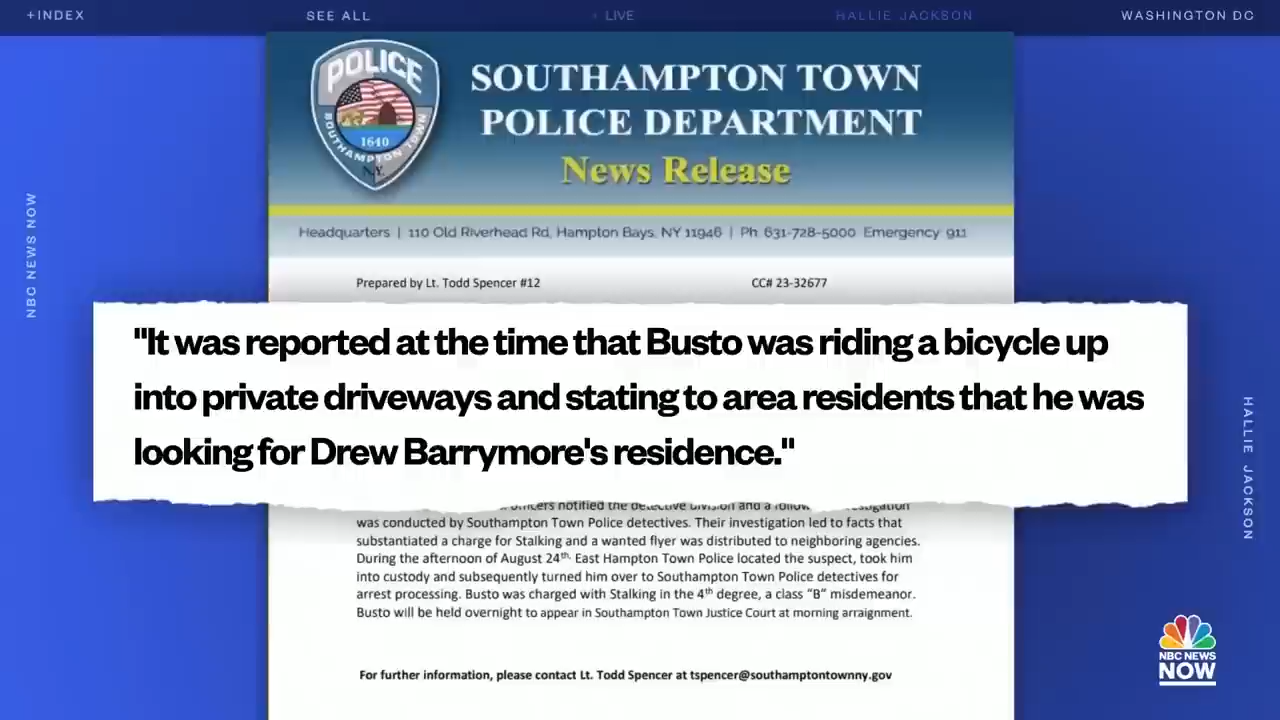 +INDEX
SEE ALL
LIVE
HALLIE JACKSON
WASHINGTON DC
NBC NEWS NOW
POLICE
1640
SOUTHAMPTON TOWN
N.Y.
SOUTHAMPTON TOWN
POLICE DEPARTMENT
News Release
Headquarters | 110 Old Riverhead Rd, Hampton Bays, NY 11946 | Ph. 631-728-5000 Emergency 911
Prepared by Lt. Todd Spencer #12
CC# 23-32677
"It was reported at the time that Busto was riding a bicycle up
into private driveways and stating to area residents that he was
looking for Drew Barrymore's residence."
officers notified the detective division and a
was conducted by Southampton Town Police detectives. Their investigation led to facts that
substantiated a charge for Stalking and a wanted flyer was distributed to neighboring agencies.
During the afternoon of August 24th. East Hampton Town Police located the suspect, took him
into custody and subsequently turned him over to Southampton Town Police detectives for
arrest processing. Busto was charged with Stalking in the 4th degree, a class “B” misdemeanor.
Busto will be held overnight to appear in Southampton Town Justice Court at morning arraignment.
For further information, please contact Lt. Todd Spencer at tspencer@southamptontownny.gov
HALLIE JACKSON
NBC NEWS
NOW